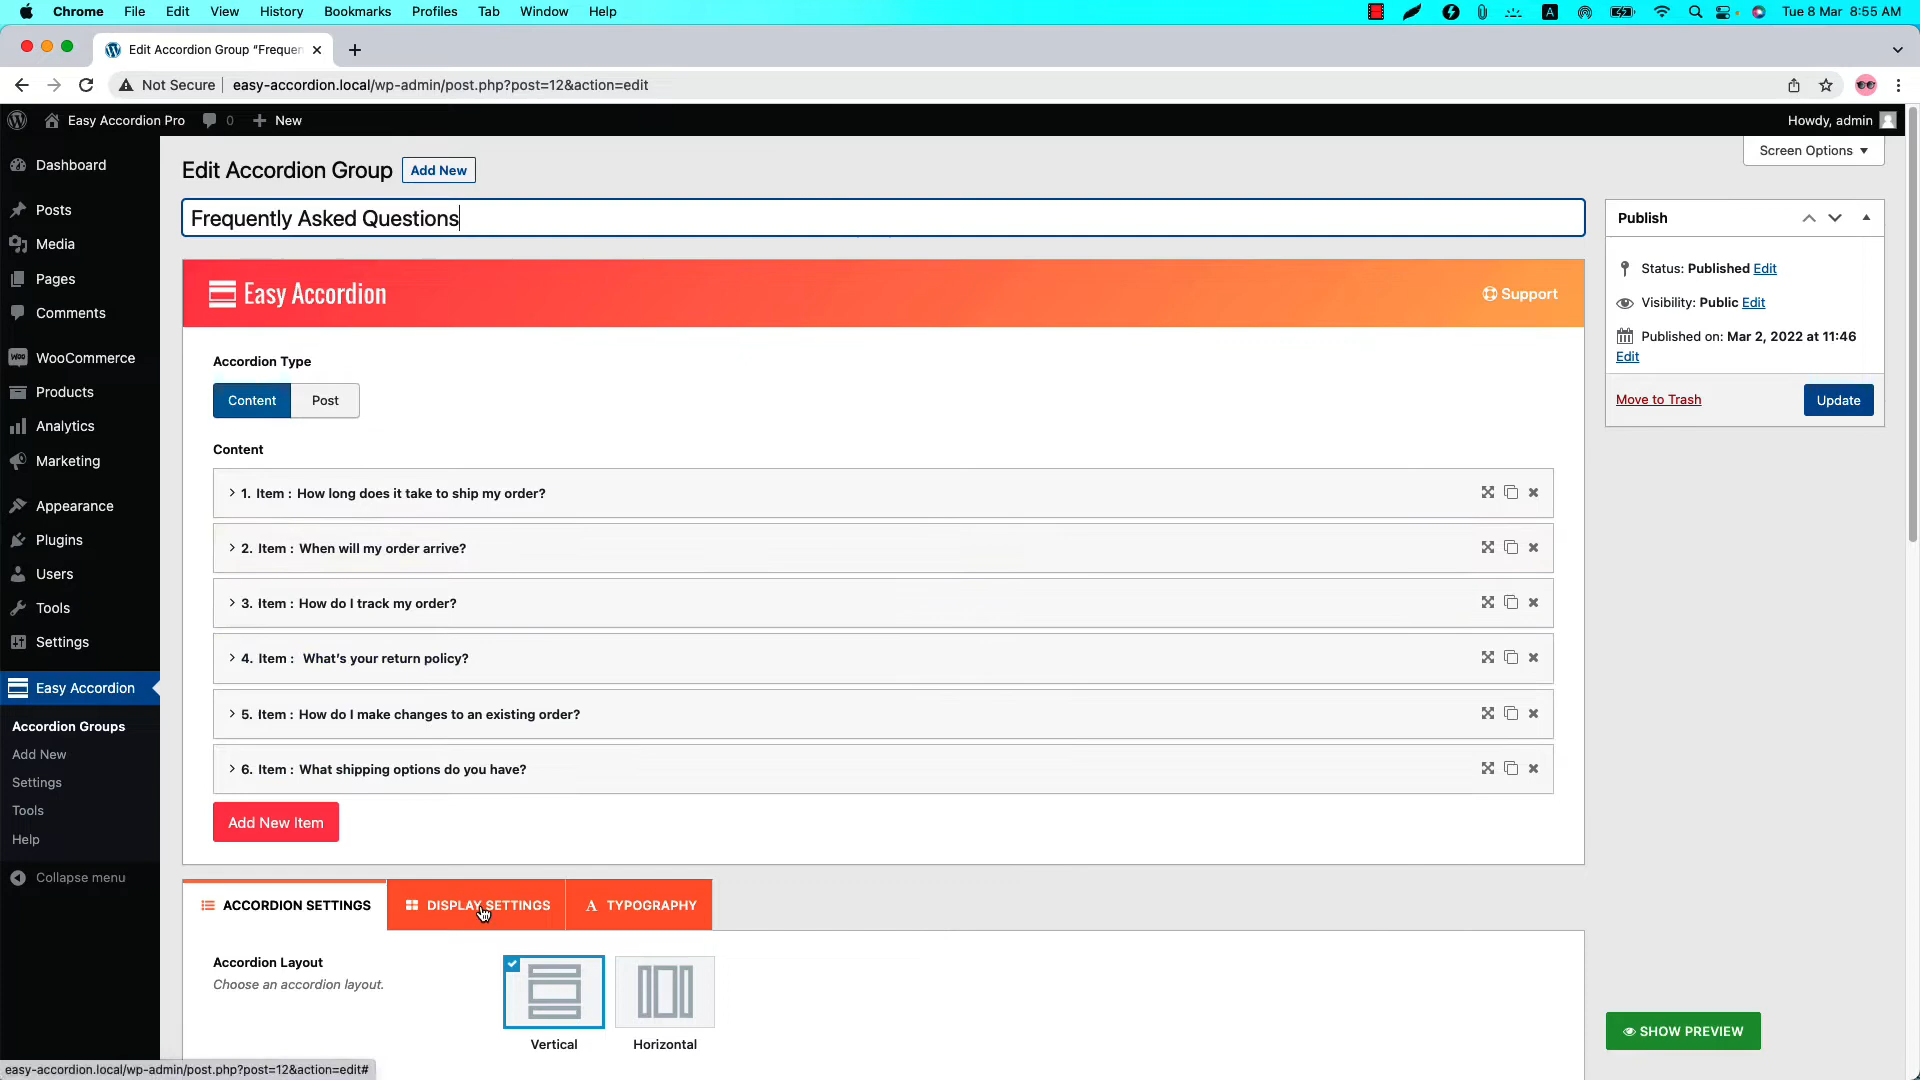 Chrome File Edit View History Bookmarks Profiles Tab Window Help
A
Tue 8 Mar 8:55 AM
Edit Accordion Group “Frequen
Not Secure easy-accordion.local/wp-admin/post.php?post=12&action=edit
Easy Accordion Pro 0 New
Howdy, admin
Screen Options
Dashboard
Posts
Media
Pages
Comments
WooCommerce
Products
Analytics
Marketing
Appearance
Plugins
Users
Tools
Settings
Easy Accordion
Accordion Groups
Add New
Settings
Tools
Help
Collapse menu
Edit Accordion Group Add New
Frequently Asked Questions
Easy Accordion
Support
Accordion Type
Content Post
Content
1. Item : How long does it take to ship my order?
2. Item : When will my order arrive?
3. Item : How do I track my order?
4. Item : What’s your return policy?
5. Item : How do I make changes to an existing order?
6. Item : What shipping options do you have?
Add New Item
ACCORDION SETTINGS DISPLAY SETTINGS A TYPOGRAPHY
Accordion Layout
Choose an accordion layout.
Vertical Horizontal
Publish
Status: Published Edit
Visibility: Public Edit
Published on: Mar 2, 2022 at 11:46
Edit
Move to Trash Update
SHOW PREVIEW
easy-accordion.local/wp-admin/post.php?post=12&action=edit#